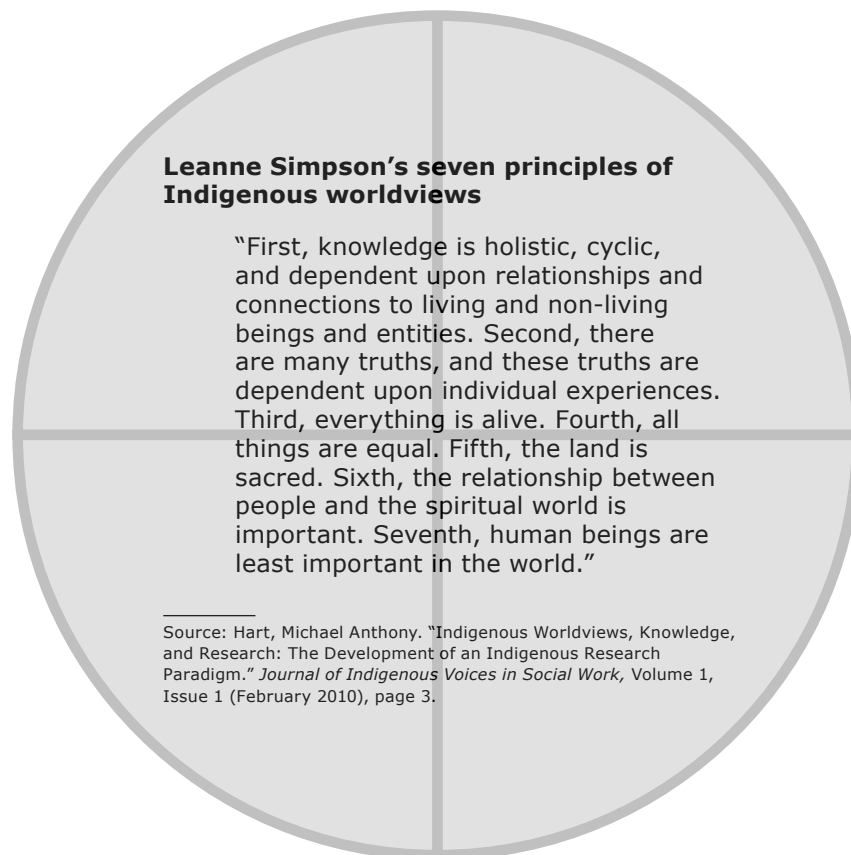 Leanne Simpson’s seven principles of
Indigenous worldviews
“First, knowledge is holistic, cyclic,
and dependent upon relationships and
connections to living and non-living
beings and entities. Second, there
are many truths, and these truths are
dependent upon individual experiences.
Third, everything is alive. Fourth, all
things are equal. Fifth, the land is
sacred. Sixth, the relationship between
people and the spiritual world is
important. Seventh, human beings are
least important in the world.”
Source: Hart, Michael Anthony. “Indigenous Worldviews, Knowledge,
and Research: The Development of an Indigenous Research
Paradigm.” Journal of Indigenous Voices in Social Work, Volume 1,
Issue 1 (February 2010), page 3.